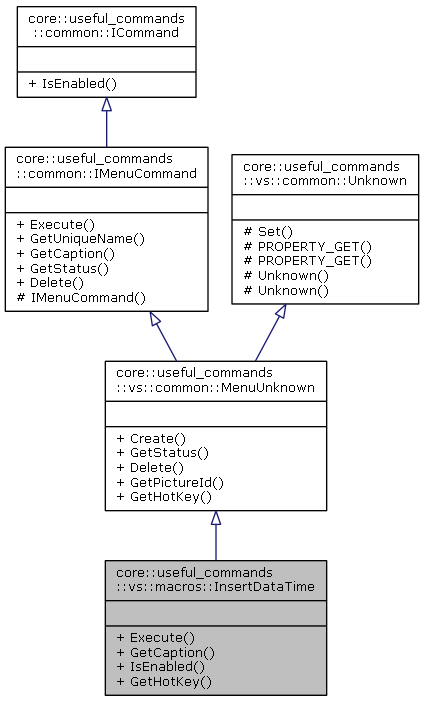 core::useful_commands
::common::ICommand
+ IsEnabled()
core::useful_commands
::common::IMenuCommand
+ Execute()
+ GetUniqueName()
+ GetCaption()
+ GetStatus()
+ Delete()
# IMenuCommand()
core::useful_commands
::vs::common::Unknown
# Set()
# PROPERTY_GET()
# PROPERTY_GET()
# Unknown()
# Unknown()
core::useful_commands
::vs::common::MenuUnknown
+ Create()
+ GetStatus()
+ Delete()
+ GetPictureId()
+ GetHotKey()
core::useful_commands
::vs::macros::InsertDataTime
+ Execute()
+ GetCaption()
+ IsEnabled()
+ GetHotKey()